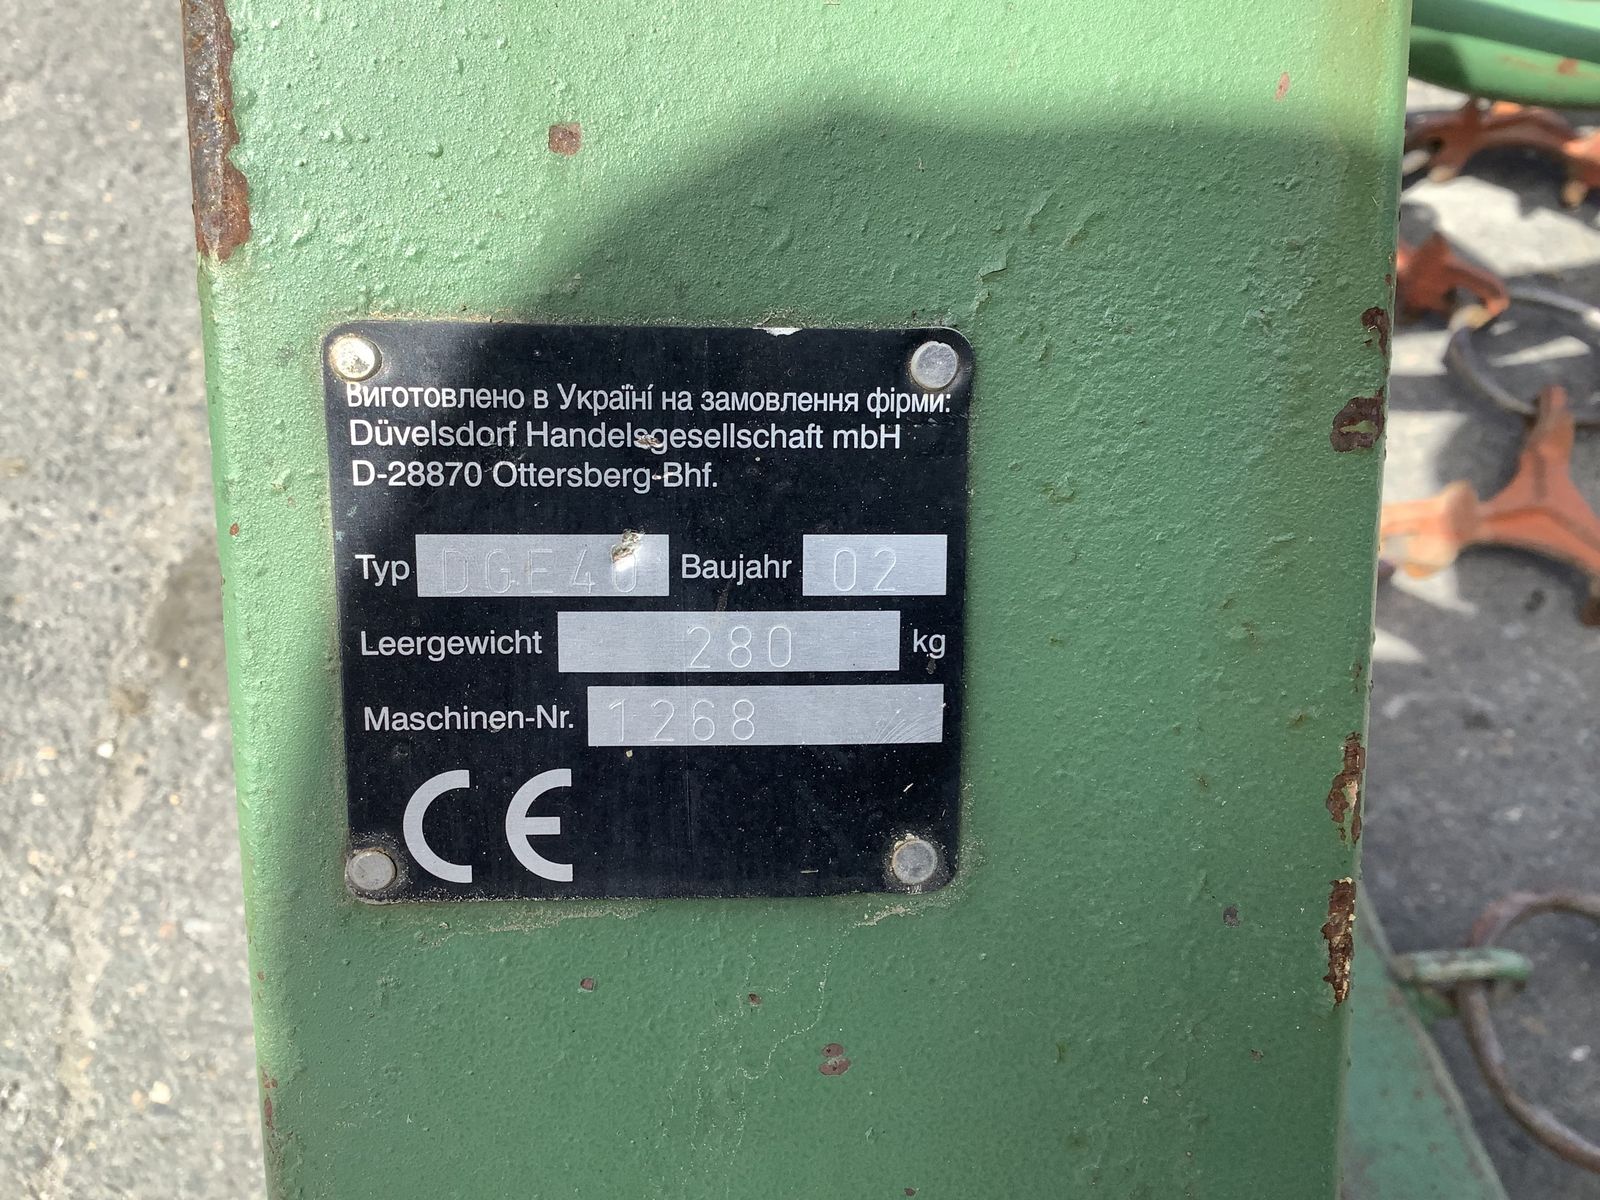 Виготовлено в Україні на замовлення фірми:
Düvelsdorf Handelsgesellschaft mbH
D-28870 Ottersberg-Bhf.
Typ DGE40 Baujahr 02
Leergewicht 280 kg
Maschinen-Nr. 1268
CE